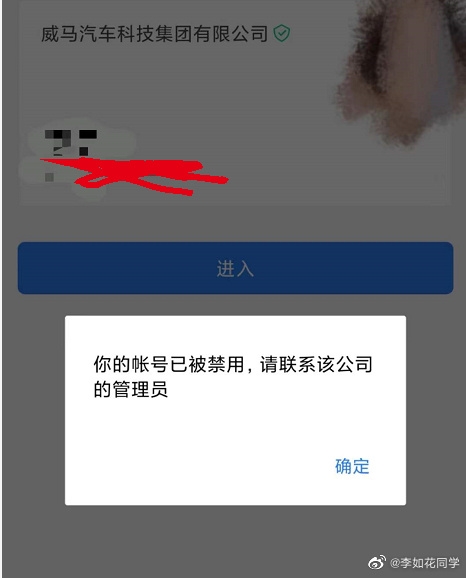 威马汽车科技集团有限公司
进入
你的帐号已被禁用，请联系该公司
的管理员
确定
@李如花同学